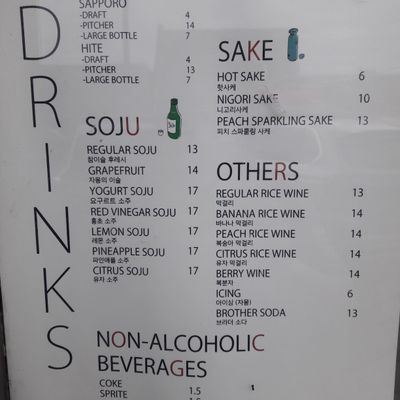 DRINKS
SAPPORO
-DRAFT 4
-PITCHER 14
-LARGE BOTTLE 7
HITE
-DRAFT 4
-PITCHER 13
-LARGE BOTTLE 7
SOJU
REGULAR SOJU 13
참이슬 후레시
GRAPEFRUIT 14
자몽의 이슬
YOGURT SOJU 17
요구르트 소주
RED VINEGAR SOJU 17
홍초 소주
LEMON SOJU 17
레몬 소주
PINEAPPLE SOJU 17
파인애플 소주
CITRUS SOJU 17
유자 소주
SAKE
HOT SAKE 6
핫사케
NIGORI SAKE 10
니고리사케
PEACH SPARKLING SAKE 13
피치 스파클링 사케
OTHERS
REGULAR RICE WINE 13
막걸리
BANANA RICE WINE 14
바나나 막걸리
PEACH RICE WINE 14
복숭아 막걸리
CITRUS RICE WINE 14
유자 막걸리
BERRY WINE 14
복분자
ICING 6
아이싱 (자몽)
BROTHER SODA 13
브라더 소다
NON-ALCOHOLIC
BEVERAGES
COKE 1.5
SPRITE